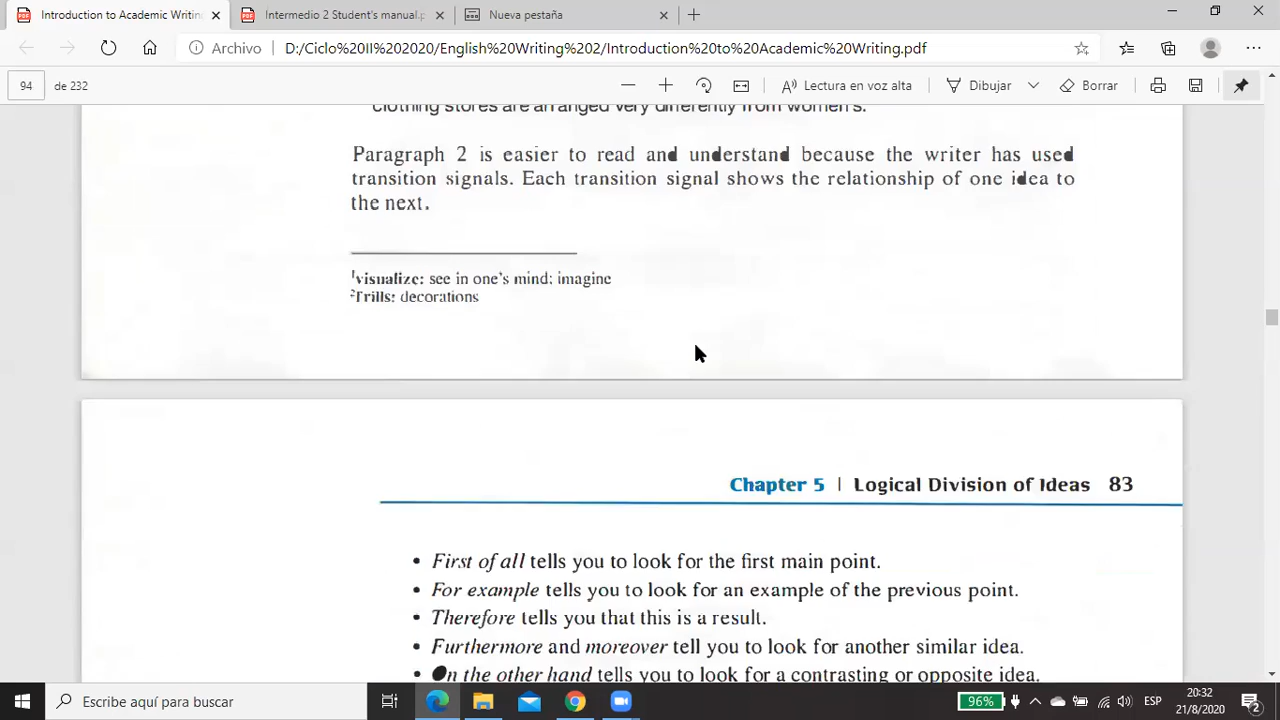 Introduction to Academic Writin
Intermedio 2 Student's manual.p
Nueva pestaña
Archivo
D:/Ciclo%20II%202020/English%20Writing%202/Introduction%20to%20Academic%20Writing.pdf
94
de 232
Lectura en voz alta
Dibujar
Borrar
clothing stores are arranged very differently from women's.
Paragraph 2 is easier to read and understand because the writer has used
transition signals. Each transition signal shows the relationship of one idea to
the next.
1visualize: see in one's mind; imagine
2frills: decorations
Chapter 5 | Logical Division of Ideas 83
• First of all tells you to look for the first main point.
• For example tells you to look for an example of the previous point.
• Therefore tells you that this is a result.
• Furthermore and moreover tell you to look for another similar idea.
• On the other hand tells you to look for a contrasting or opposite idea.
Escribe aquí para buscar
96%
ESP
20:32
21/8/2020
2